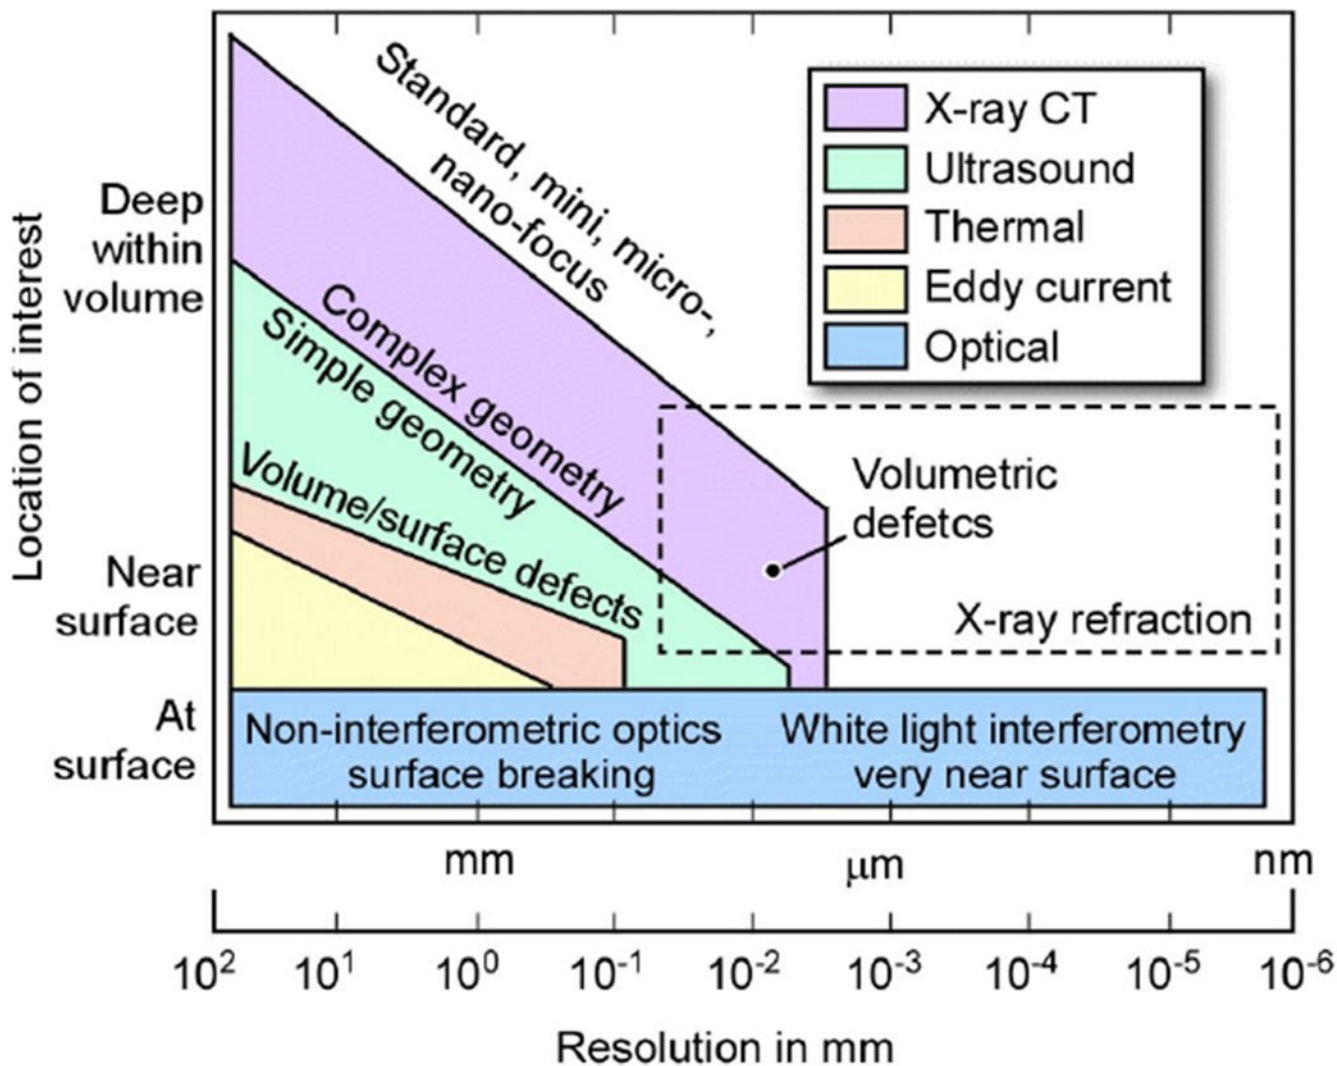 Standard, mini, micro-,
nano-focus
X-ray CT
Ultrasound
Thermal
Eddy current
Optical
Location of interest
Deep
within
volume
Near
surface
At
surface
Complex geometry
Simple geometry
Volume/surface defects
Volumetric
defetcs
X-ray refraction
Non-interferometric optics
surface breaking
White light interferometry
very near surface
mm μm nm
10² 10¹ 10⁰ 10⁻¹ 10⁻² 10⁻³ 10⁻⁴ 10⁻⁵ 10⁻⁶
Resolution in mm